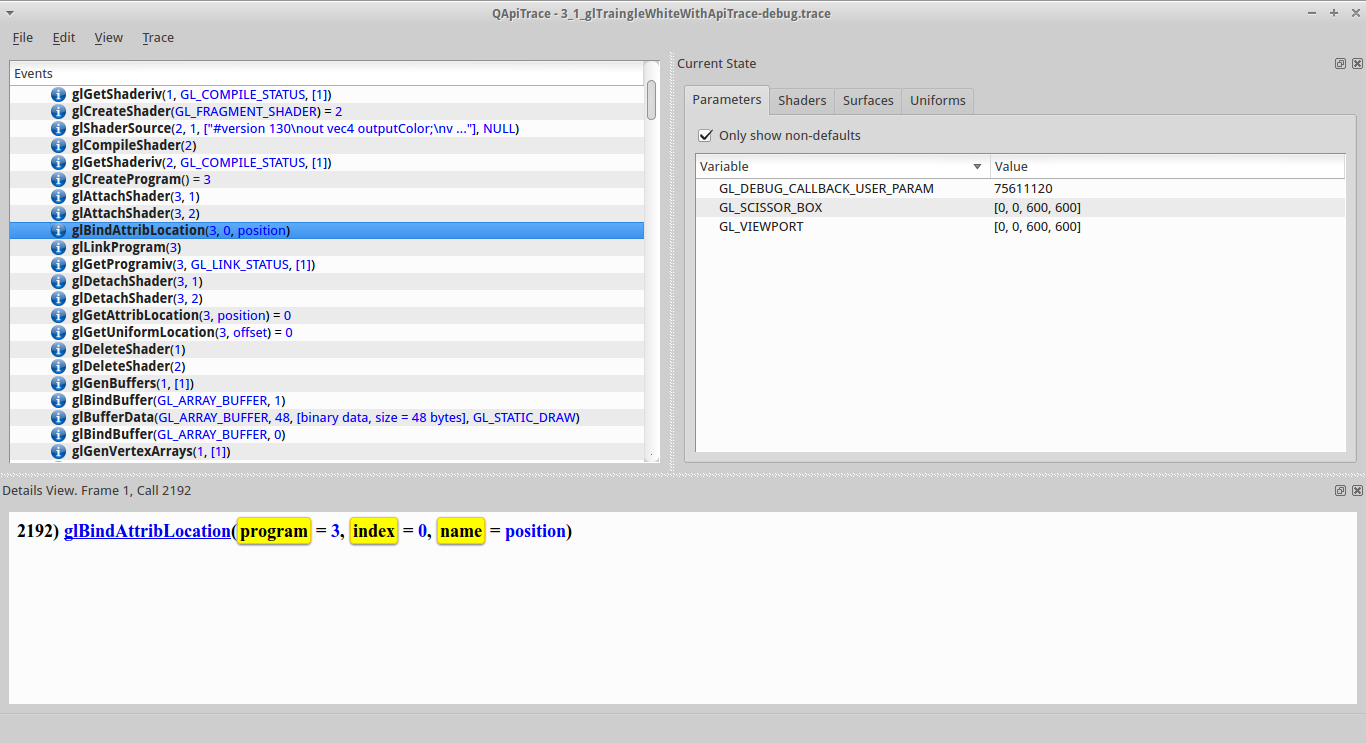 QApiTrace - 3_1_glTraingleWhiteWithApiTrace-debug.trace
File Edit View Trace
Events
glGetShaderiv(1, GL_COMPILE_STATUS, [1])
glCreateShader(GL_FRAGMENT_SHADER) = 2
glShaderSource(2, 1, ["#version 130\nout vec4 outputColor;\nv ..."], NULL)
glCompileShader(2)
glGetShaderiv(2, GL_COMPILE_STATUS, [1])
glCreateProgram() = 3
glAttachShader(3, 1)
glAttachShader(3, 2)
glBindAttribLocation(3, 0, position)
glLinkProgram(3)
glGetProgramiv(3, GL_LINK_STATUS, [1])
glDetachShader(3, 1)
glDetachShader(3, 2)
glGetAttribLocation(3, position) = 0
glGetUniformLocation(3, offset) = 0
glDeleteShader(1)
glDeleteShader(2)
glGenBuffers(1, [1])
glBindBuffer(GL_ARRAY_BUFFER, 1)
glBufferData(GL_ARRAY_BUFFER, 48, [binary data, size = 48 bytes], GL_STATIC_DRAW)
glBindBuffer(GL_ARRAY_BUFFER, 0)
glGenVertexArrays(1, [1])
Current State
Parameters Shaders Surfaces Uniforms
Only show non-defaults
Variable Value
GL_DEBUG_CALLBACK_USER_PARAM 75611120
GL_SCISSOR_BOX [0, 0, 600, 600]
GL_VIEWPORT [0, 0, 600, 600]
Details View. Frame 1, Call 2192
2192) glBindAttribLocation(program = 3, index = 0, name = position)